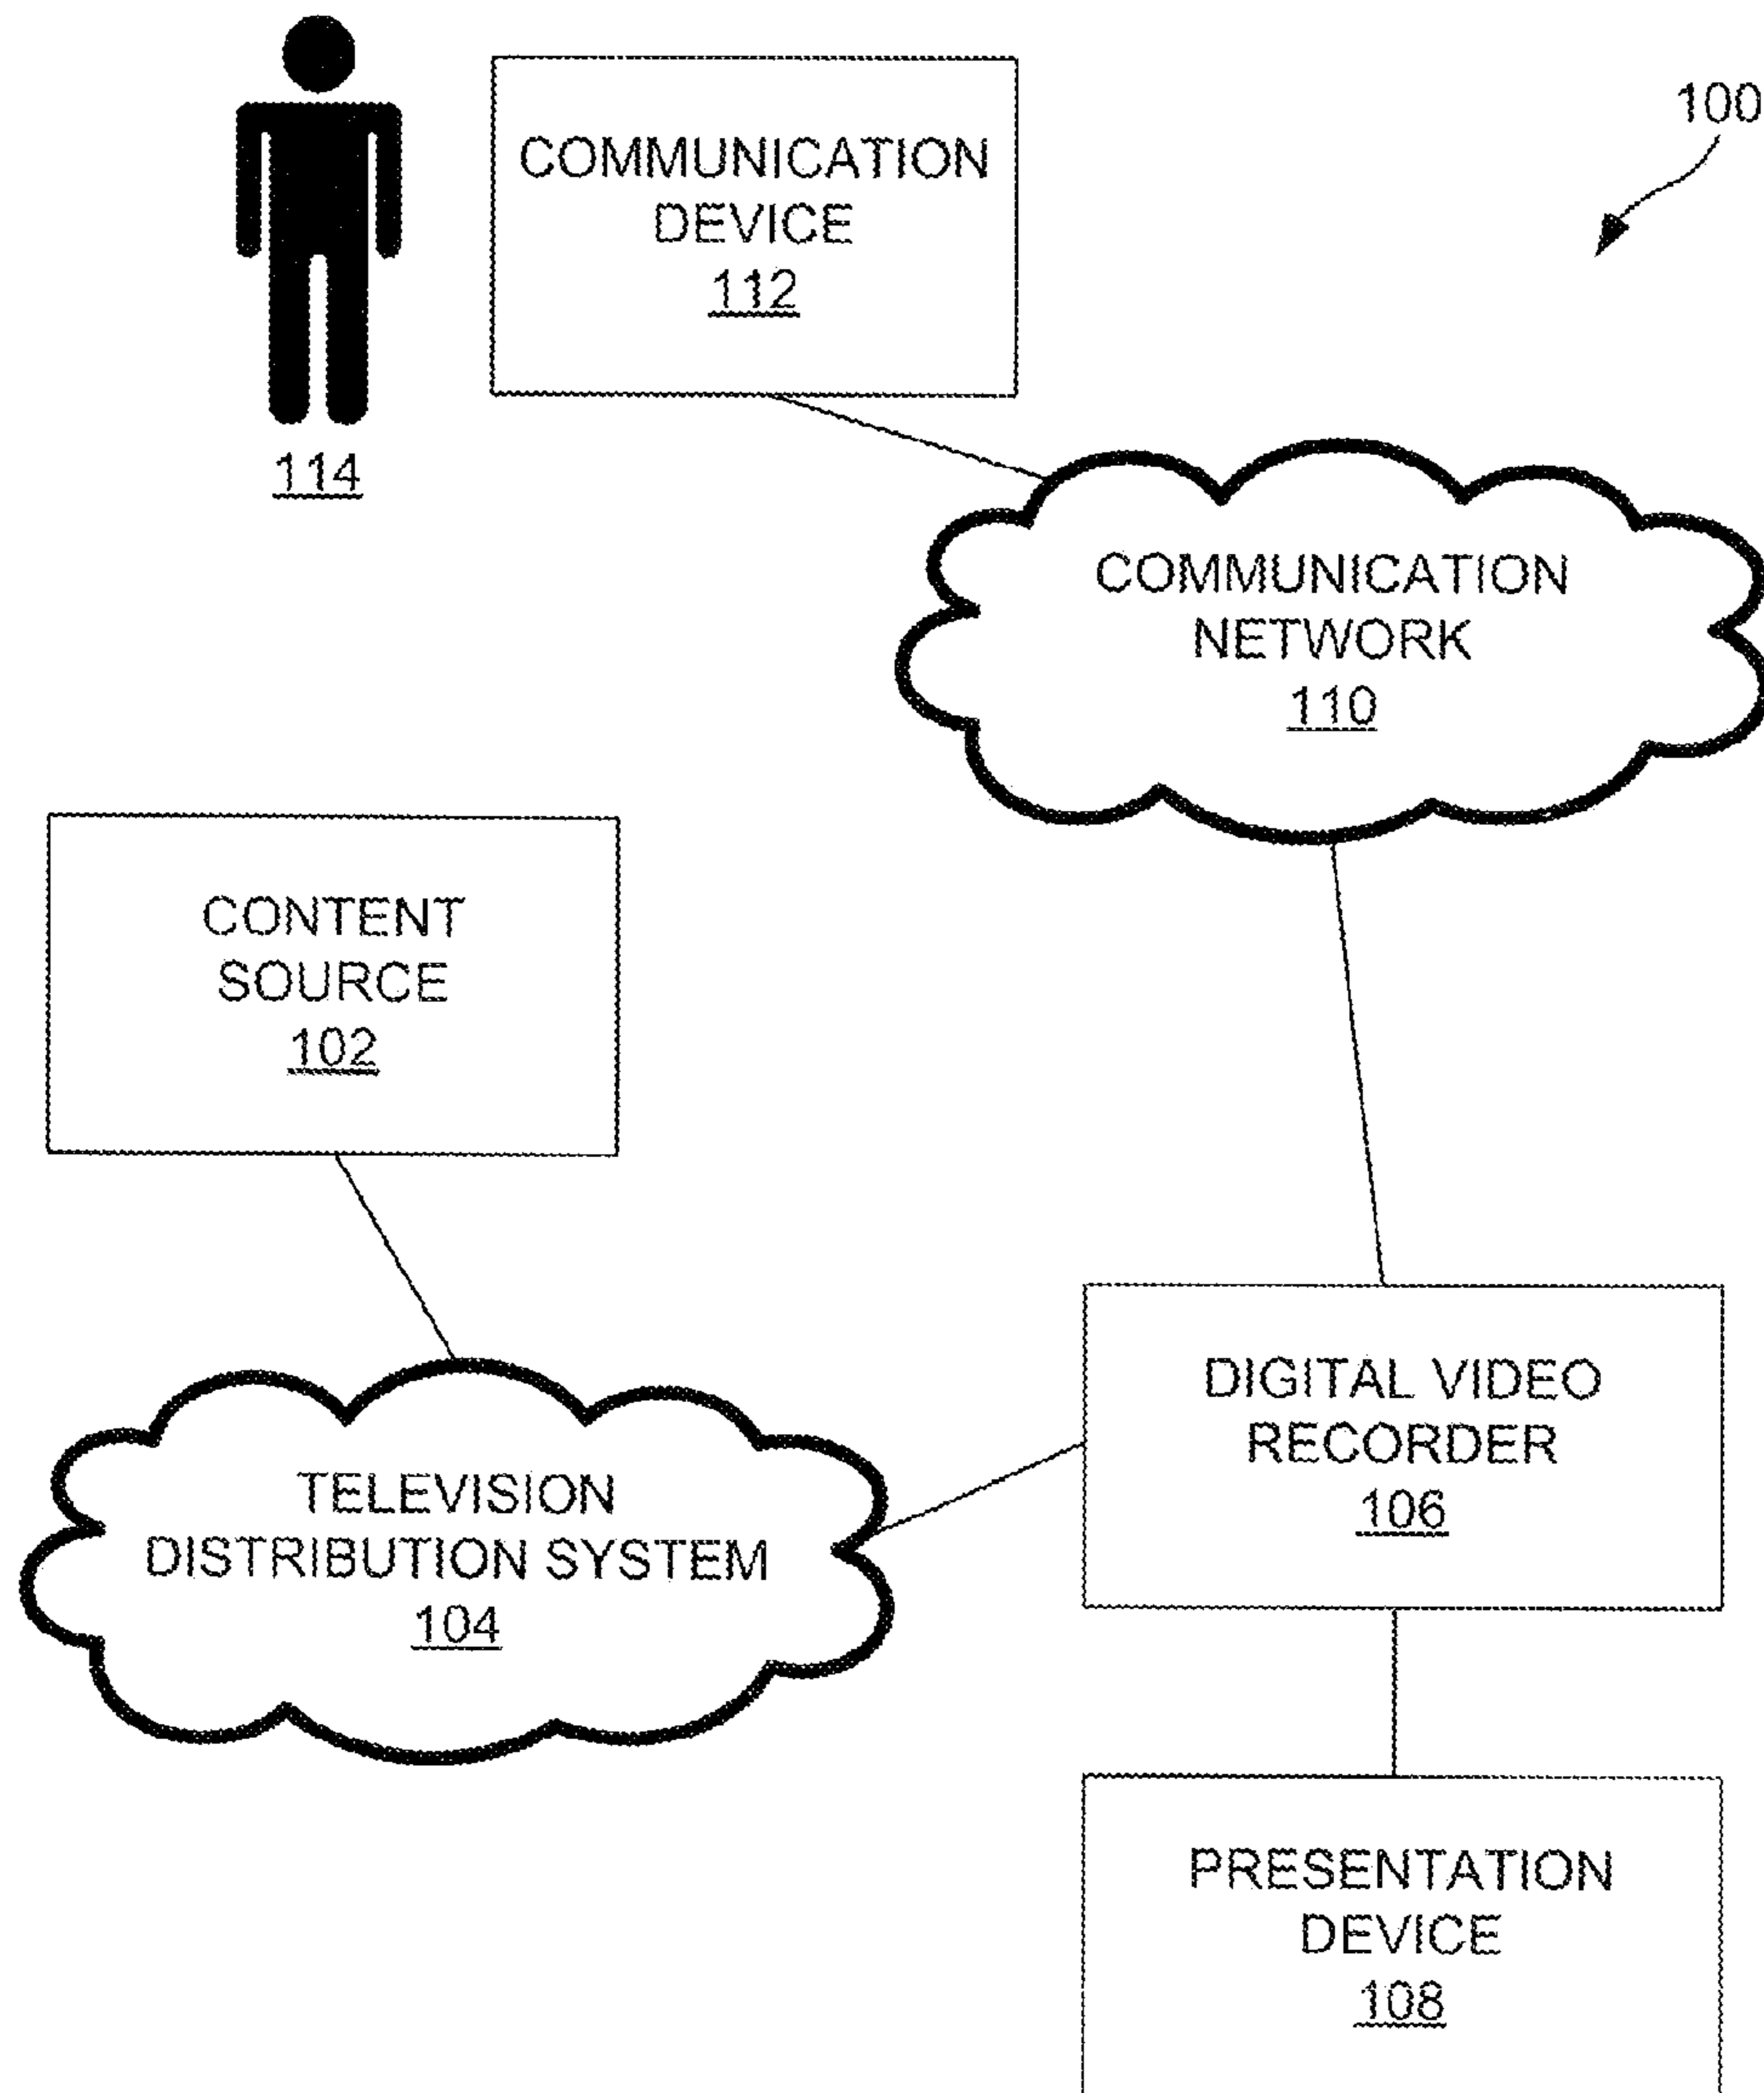 100
COMMUNICATION
DEVICE
112
114
COMMUNICATION
NETWORK
110
CONTENT
SOURCE
102
DIGITAL VIDEO
RECORDER
106
TELEVISION
DISTRIBUTION SYSTEM
104
PRESENTATION
DEVICE
108